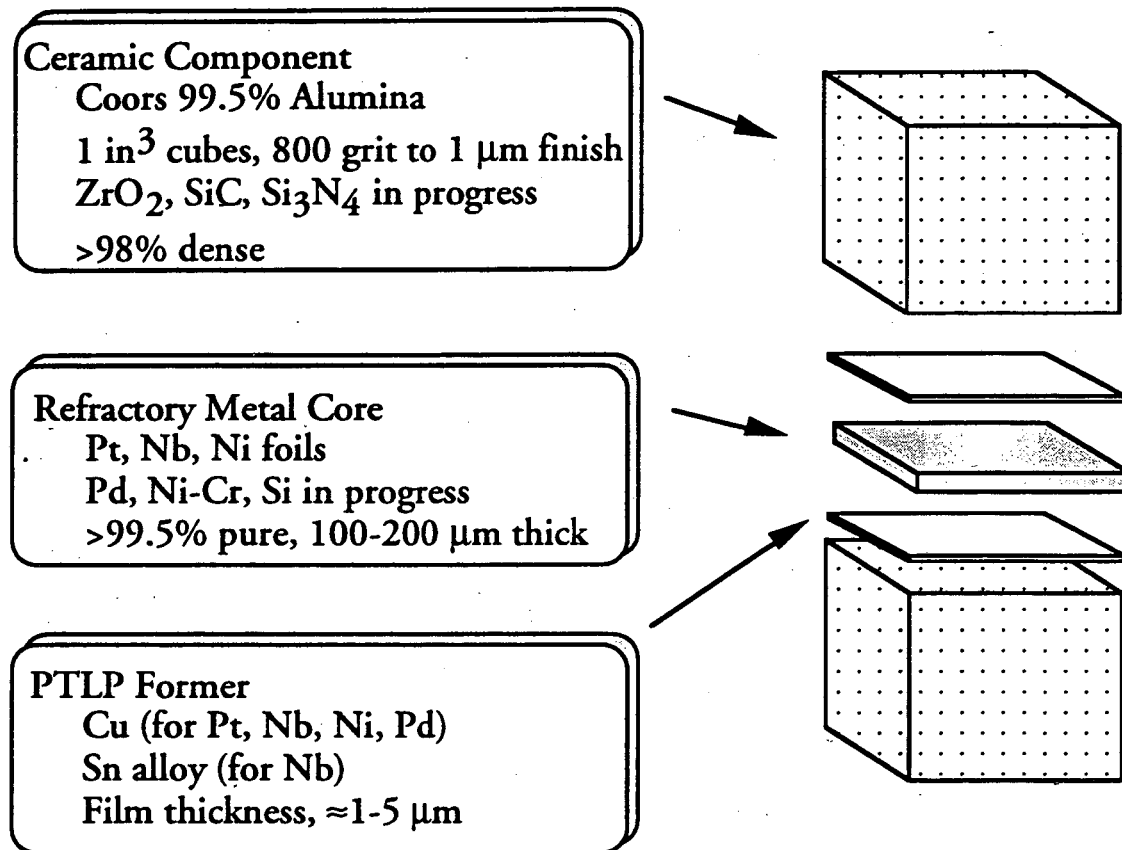 Ceramic Component
Coors 99.5% Alumina
1 in³ cubes, 800 grit to 1 µm finish
ZrO₂, SiC, Si₃N₄ in progress
>98% dense
Refractory Metal Core
Pt, Nb, Ni foils
Pd, Ni-Cr, Si in progress
>99.5% pure, 100-200 µm thick
PTLP Former
Cu (for Pt, Nb, Ni, Pd)
Sn alloy (for Nb)
Film thickness, ≈1-5 µm